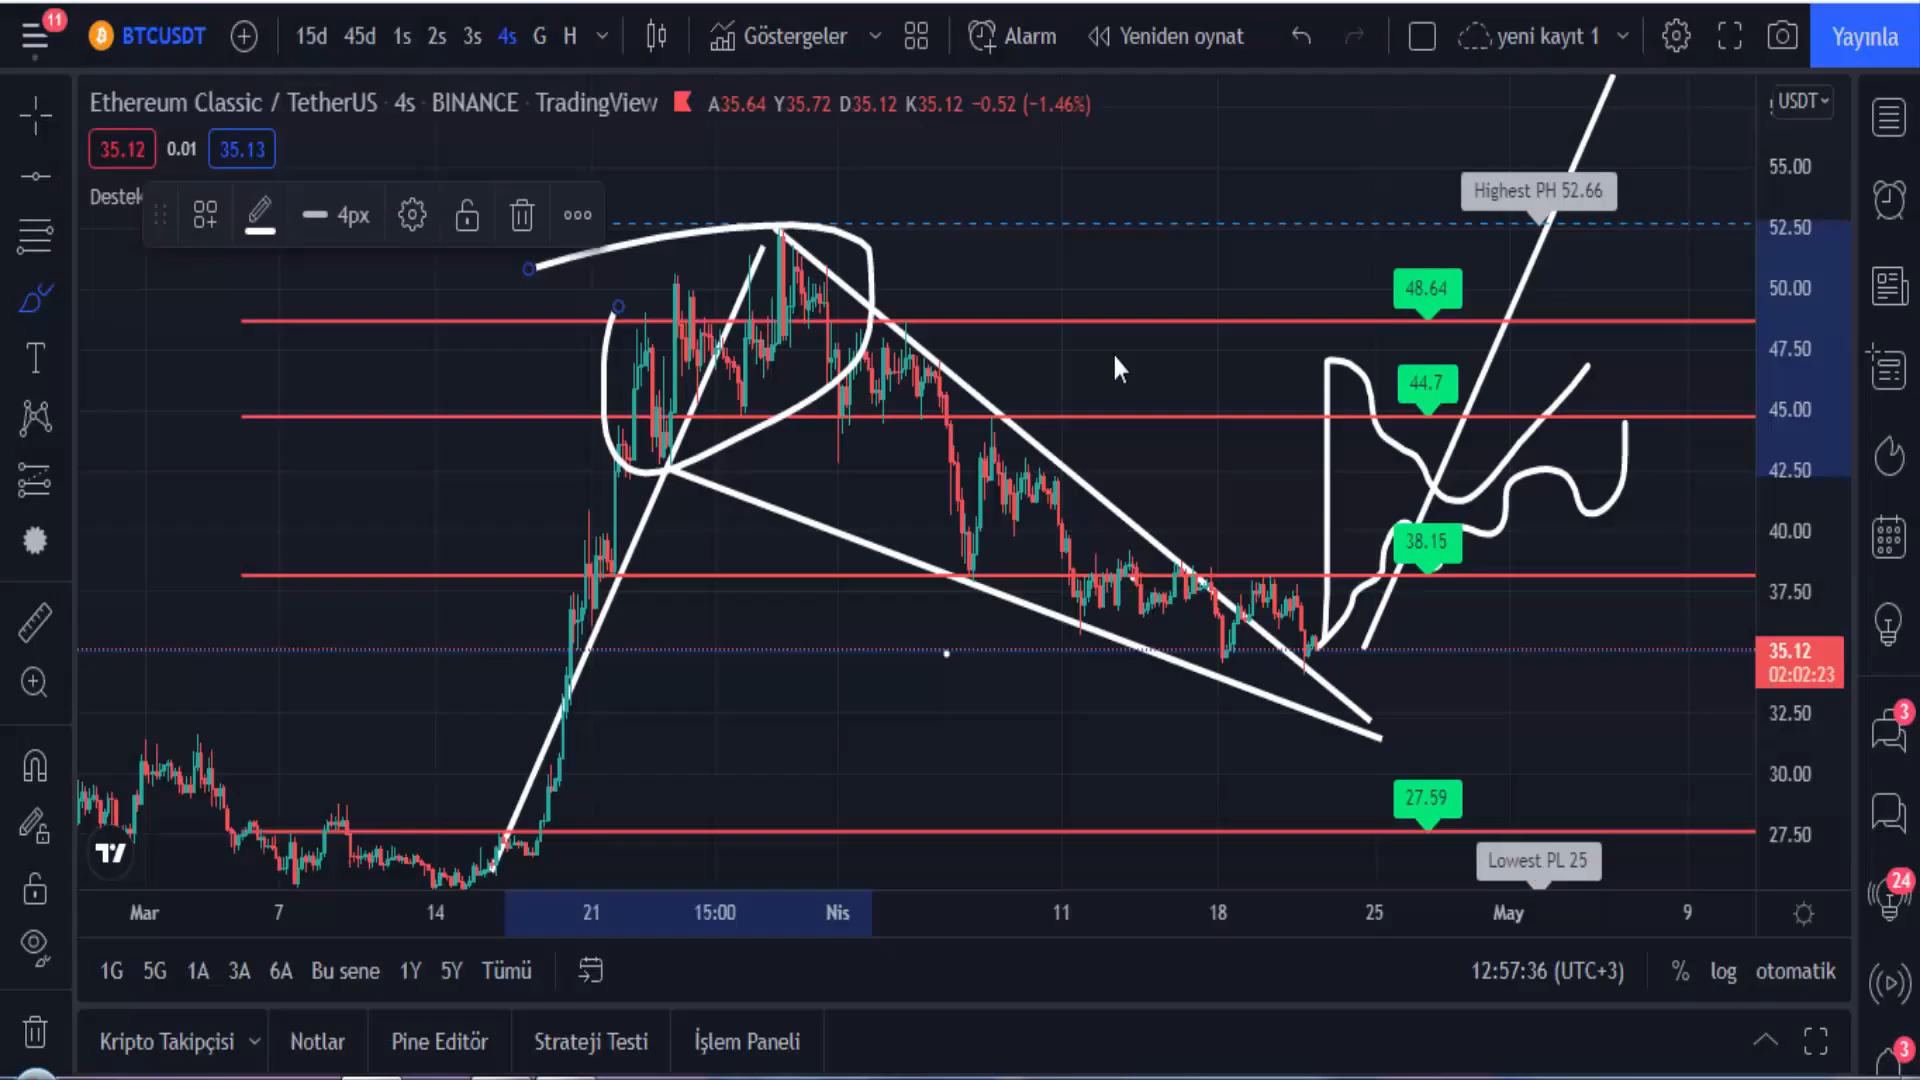 11
BTCUSDT
15d 45d 1s 2s 3s 4s G H
Göstergeler
Alarm
Yeniden oynat
yeni kayıt 1
Yayınla
Ethereum Classic / TetherUS · 4s · BINANCE · TradingView
A35.64 Y35.72 D35.12 K35.12 −0.52 (−1.46%)
USDT
35.12 0.01 35.13
Destek
4px
Highest PH 52.66
48.64
44.7
38.15
27.59
Lowest PL 25
55.00
52.50
50.00
47.50
45.00
42.50
40.00
37.50
35.12
02:02:23
32.50
30.00
27.50
Mar 7 14 21 15:00 Nis 11 18 25 May 9
3
24
3
1G 5G 1A 3A 6A Bu sene 1Y 5Y Tümü
12:57:36 (UTC+3) % log otomatik
Kripto Takipçisi Notlar Pine Editör Strateji Testi İşlem Paneli